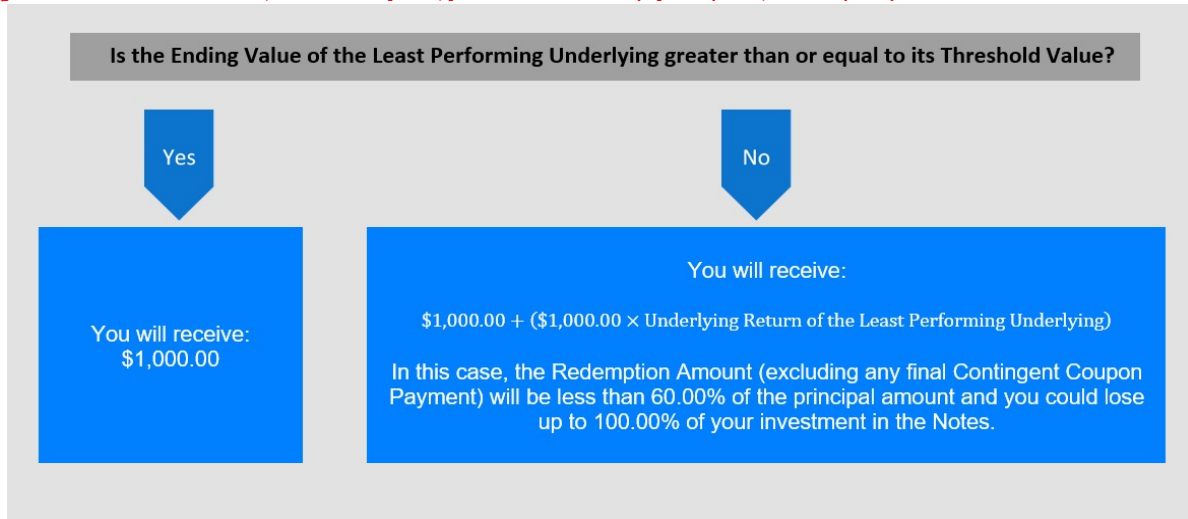 Is the Ending Value of the Least Performing Underlying greater than or equal to its Threshold Value?
Yes
No
You will receive:
$1,000.00
You will receive:
$1,000.00 + ($1,000.00 × Underlying Return of the Least Performing Underlying)
In this case, the Redemption Amount (excluding any final Contingent Coupon
Payment) will be less than 60.00% of the principal amount and you could lose
up to 100.00% of your investment in the Notes.